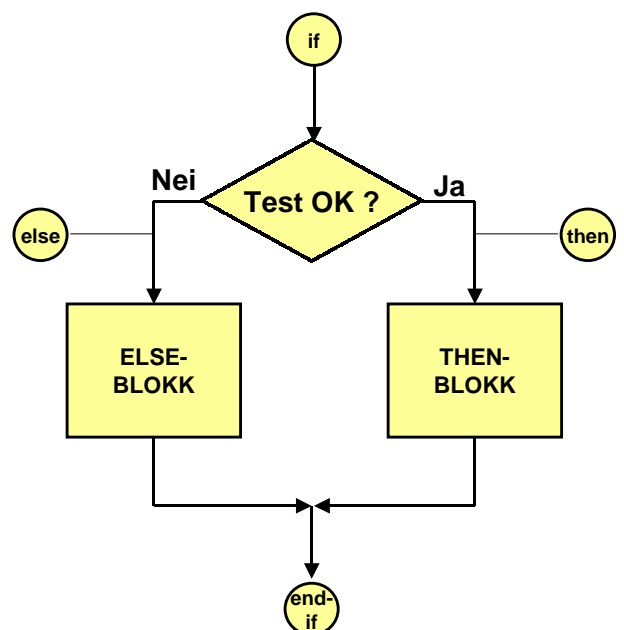 if
Nei
Test OK ?
Ja
else
then
ELSE-
BLOKK
THEN-
BLOKK
end-
if